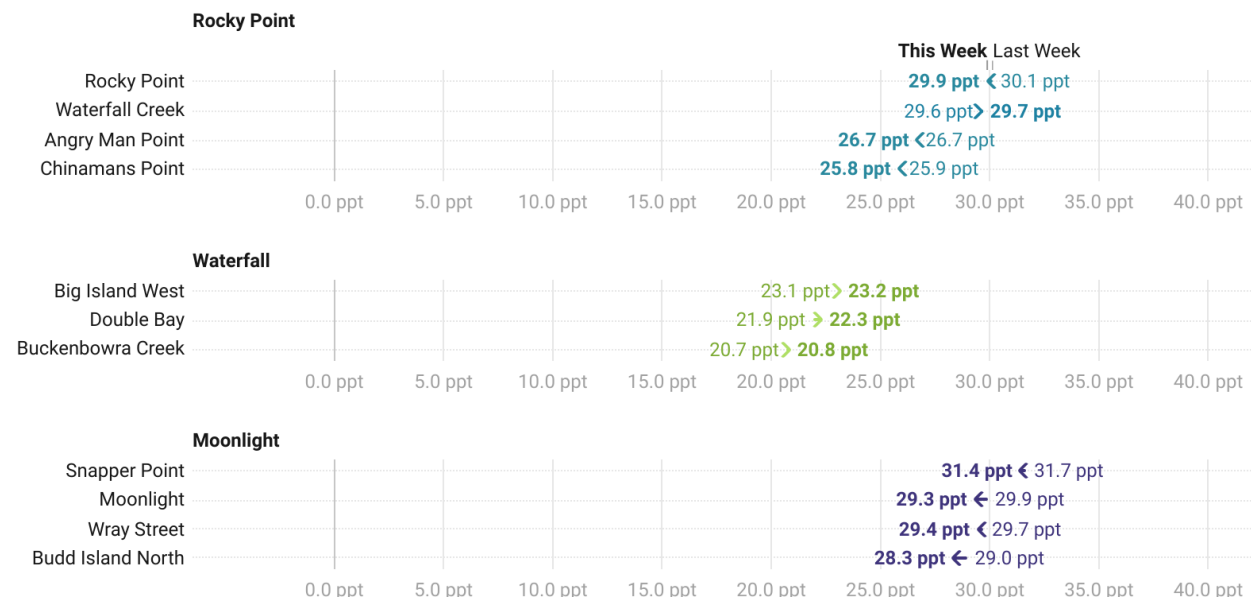 Rocky Point
This Week Last Week
Rocky Point 29.9 ppt 30.1 ppt
Waterfall Creek 29.6 ppt 29.7 ppt
Angry Man Point 26.7 ppt 26.7 ppt
Chinamans Point 25.8 ppt 25.9 ppt
0.0 ppt 5.0 ppt 10.0 ppt 15.0 ppt 20.0 ppt 25.0 ppt 30.0 ppt 35.0 ppt 40.0 ppt
Waterfall
Big Island West 23.1 ppt 23.2 ppt
Double Bay 21.9 ppt 22.3 ppt
Buckenbowra Creek 20.7 ppt 20.8 ppt
0.0 ppt 5.0 ppt 10.0 ppt 15.0 ppt 20.0 ppt 25.0 ppt 30.0 ppt 35.0 ppt 40.0 ppt
Moonlight
Snapper Point 31.4 ppt 31.7 ppt
Moonlight 29.3 ppt 29.9 ppt
Wray Street 29.4 ppt 29.7 ppt
Budd Island North 28.3 ppt 29.0 ppt
0.0 ppt 5.0 ppt 10.0 ppt 15.0 ppt 20.0 ppt 25.0 ppt 30.0 ppt 35.0 ppt 40.0 ppt